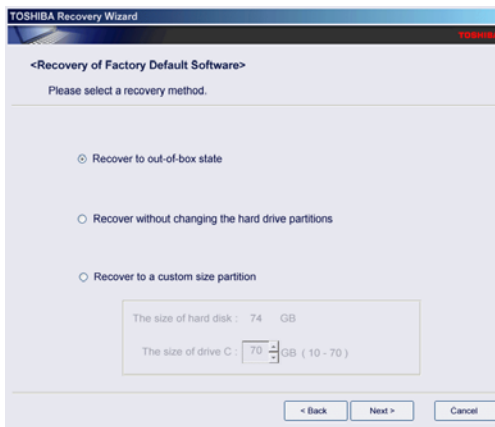 TOSHIBA Recovery Wizard
TOSHIBA
<Recovery of Factory Default Software>
Please select a recovery method.
Recover to out-of-box state
Recover without changing the hard drive partitions
Recover to a custom size partition
The size of hard disk : 74 GB
The size of drive C : 70 GB ( 10 - 70 )
< Back Next > Cancel